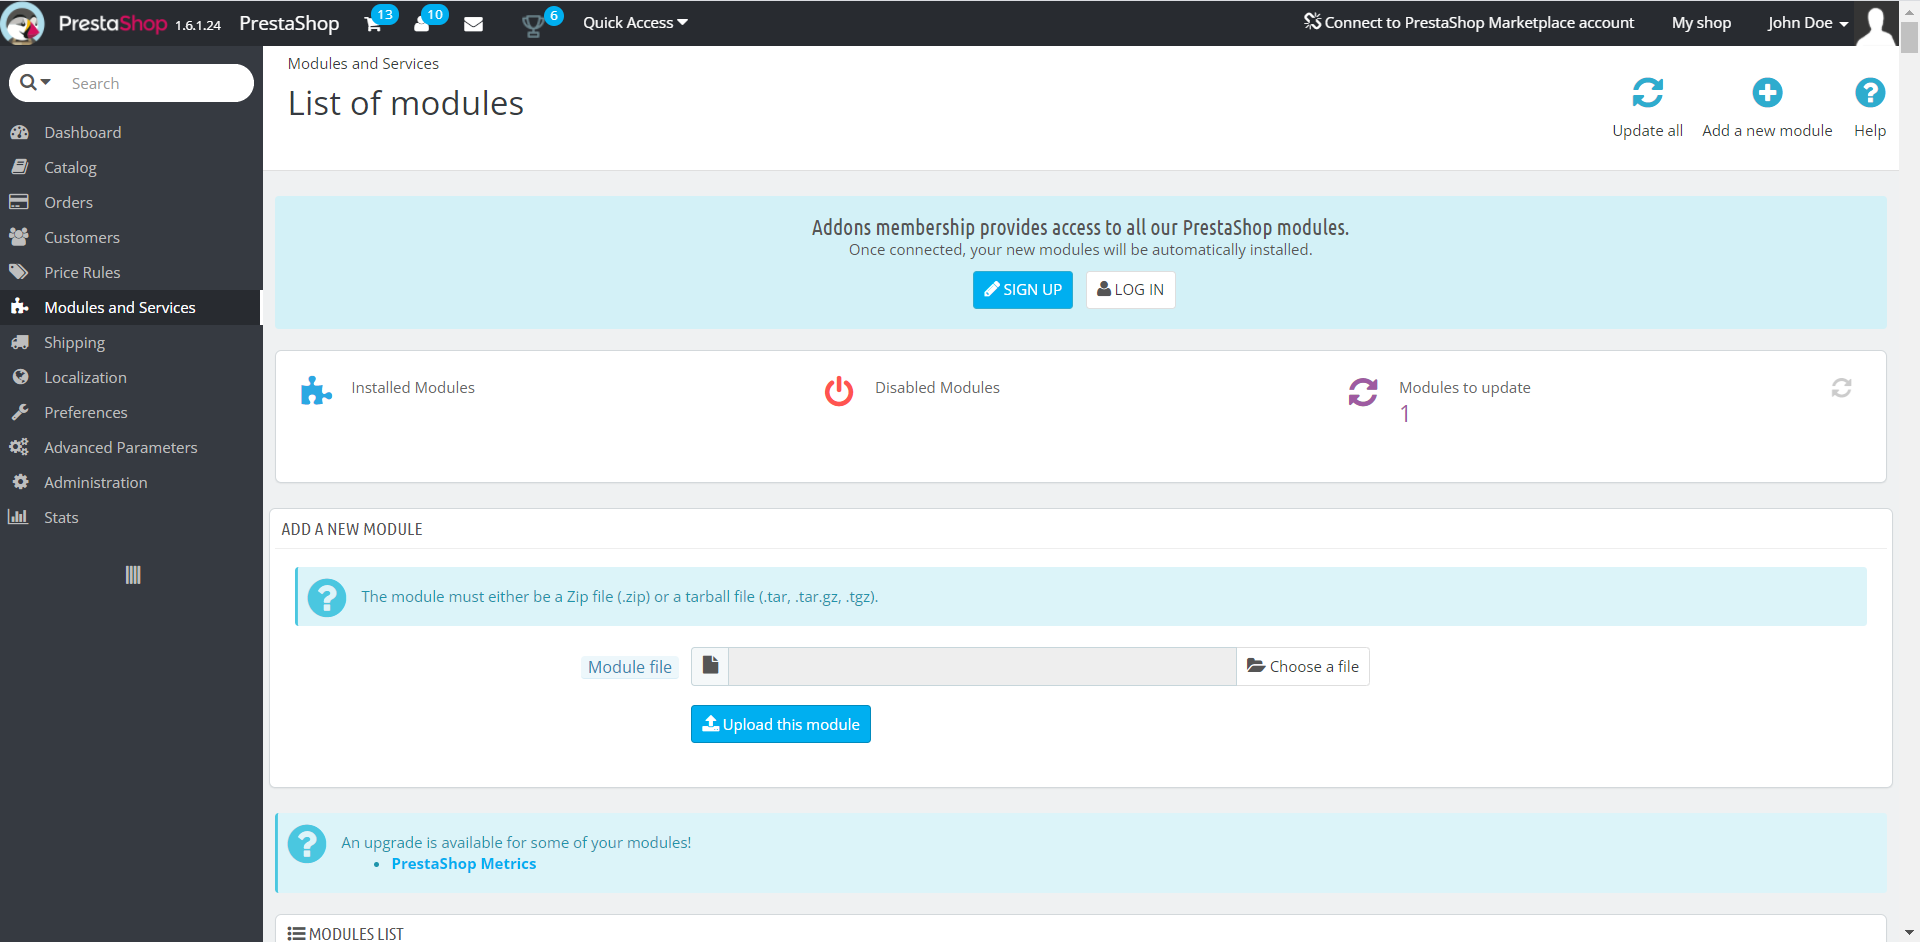 PrestaShop 1.6.1.24 PrestaShop 13 10 6 Quick Access Connect to PrestaShop Marketplace account My shop John Doe
Search
Dashboard
Catalog
Orders
Customers
Price Rules
Modules and Services
Shipping
Localization
Preferences
Advanced Parameters
Administration
Stats
Modules and Services
List of modules
Update all Add a new module Help
Addons membership provides access to all our PrestaShop modules.
Once connected, your new modules will be automatically installed.
SIGN UP LOG IN
Installed Modules
Disabled Modules
Modules to update
1
ADD A NEW MODULE
The module must either be a Zip file (.zip) or a tarball file (.tar, .tar.gz, .tgz).
Module file Choose a file
Upload this module
An upgrade is available for some of your modules!
• PrestaShop Metrics
MODULES LIST